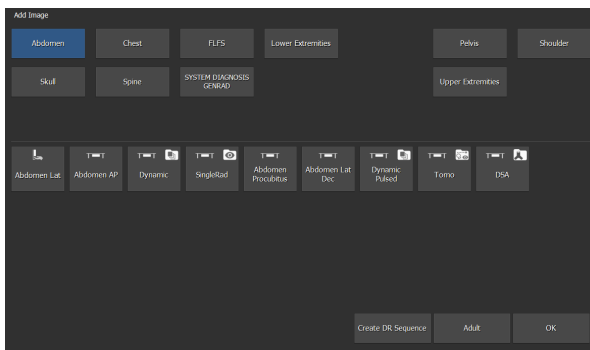 Add Image
Abdomen
Chest
FLFS
Lower Extremities
Pelvis
Shoulder
Skull
Spine
SYSTEM DIAGNOSIS
GENRAD
Upper Extremities
Abdomen Lat
Abdomen AP
Dynamic
SingleRad
Abdomen
Procubitus
Abdomen Lat
Dec
Dynamic
Pulsed
Tomo
DSA
Create DR Sequence
Adult
OK